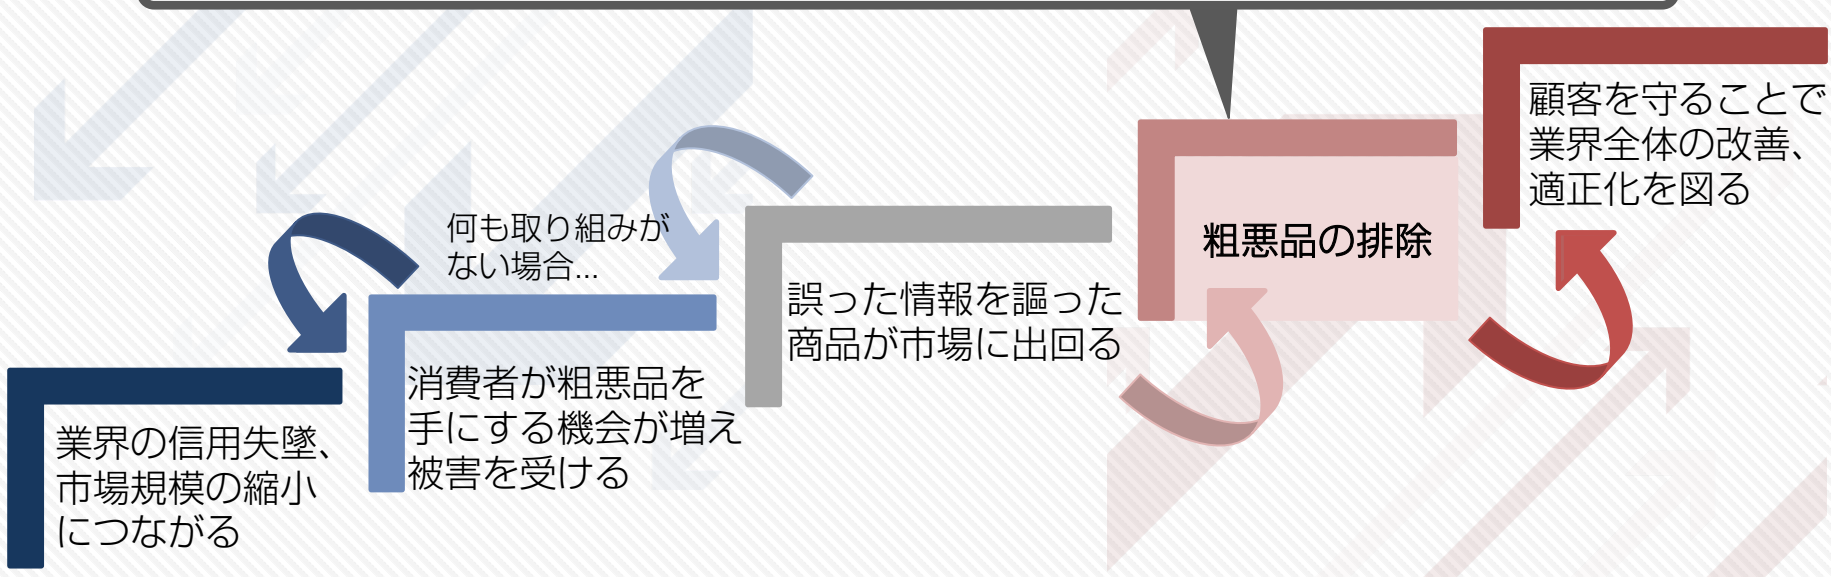 何も取り組みが
ない場合...
業界の信用失墜、
市場規模の縮小
につながる
消費者が粗悪品を
手にする機会が増え
被害を受ける
誤った情報を謳った
商品が市場に出回る
粗悪品の排除
顧客を守ることで
業界全体の改善、
適正化を図る